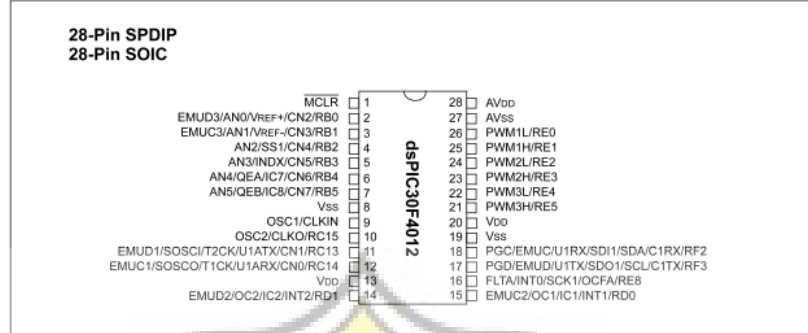 28-Pin SPDIP
28-Pin SOIC
MCLR 1 28 AVDD
EMUD3/AN0/VREF+/CN2/RB0 2 27 AVSS
EMUC3/AN1/VREF-/CN3/RB1 3 26 PWM1L/RE0
AN2/SS1/CN4/RB2 4 25 PWM1H/RE1
AN3/INDX/CN5/RB3 5 24 PWM2L/RE2
AN4/QEA/IC7/CN6/RB4 6 23 PWM2H/RE3
AN5/QEB/IC8/CN7/RB5 7 22 PWM3L/RE4
VSS 8 21 PWM3H/RE5
OSC1/CLKIN 9 20 VDD
OSC2/CLKO/RC15 10 19 VSS
EMUD1/SOSCI/T2CK/U1ATX/CN1/RC13 11 18 PGC/EMUC/U1RX/SDI1/SDA/C1RX/RF2
EMUC1/SOSCO/T1CK/U1ARX/CN0/RC14 12 17 PGD/EMUD/U1TX/SDO1/SCL/C1TX/RF3
VDD 13 16 FLTA/INT0/SCK1/OCFA/RE8
EMUD2/OC2/IC2/INT2/RD1 14 15 EMUC2/OC1/IC1/INT1/RD0
dsPIC30F4012